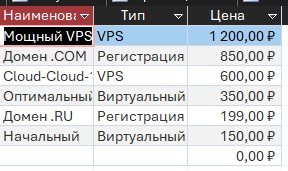 Наименова Тип Цена
Мощный VPS VPS 1 200,00 ₽
Домен .COM Регистрация 850,00 ₽
Cloud-Cloud-1 VPS 600,00 ₽
Оптимальный Виртуальный 350,00 ₽
Домен .RU Регистрация 199,00 ₽
Начальный Виртуальный 150,00 ₽
0,00 ₽